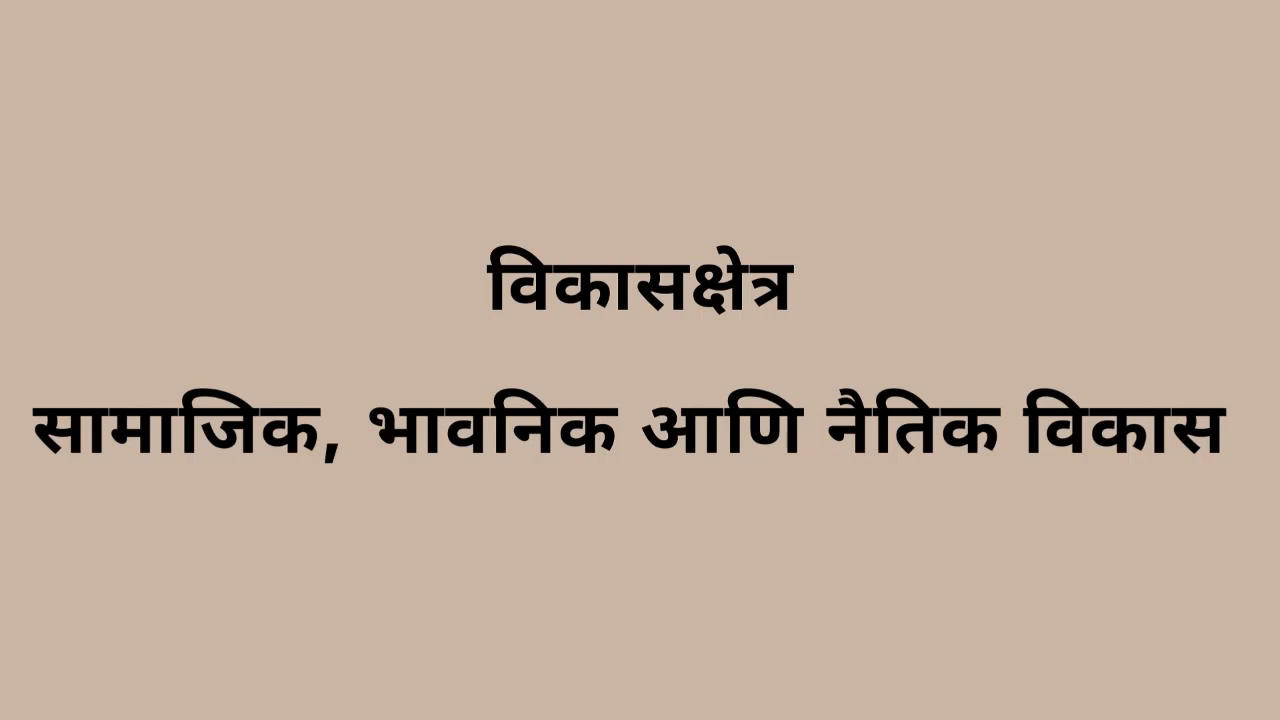 विकासक्षेत्र
सामाजिक, भावनिक आणि नैतिक विकास